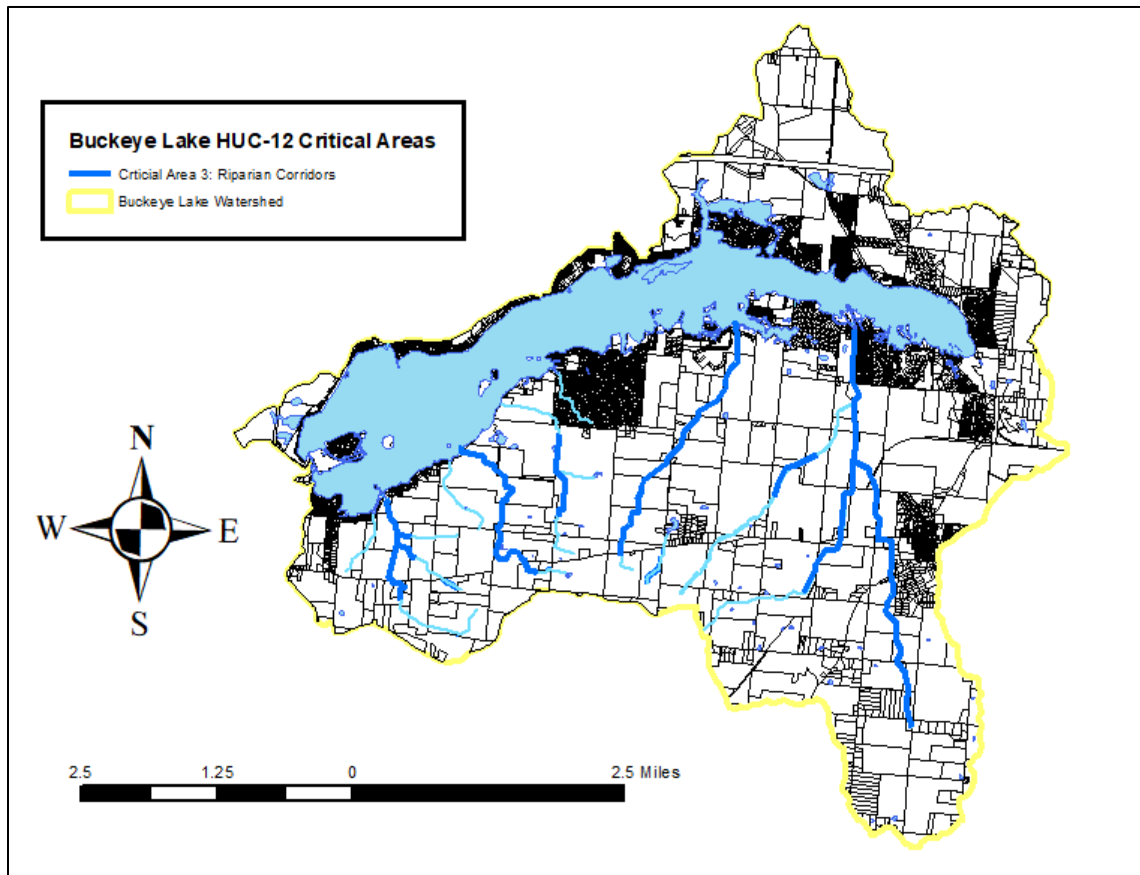 Buckeye Lake HUC-12 Critical Areas
Crticial Area 3: Riparian Corridors
Buckeye Lake Watershed
N
W
E
S
2.5 1.25 0 2.5 Miles